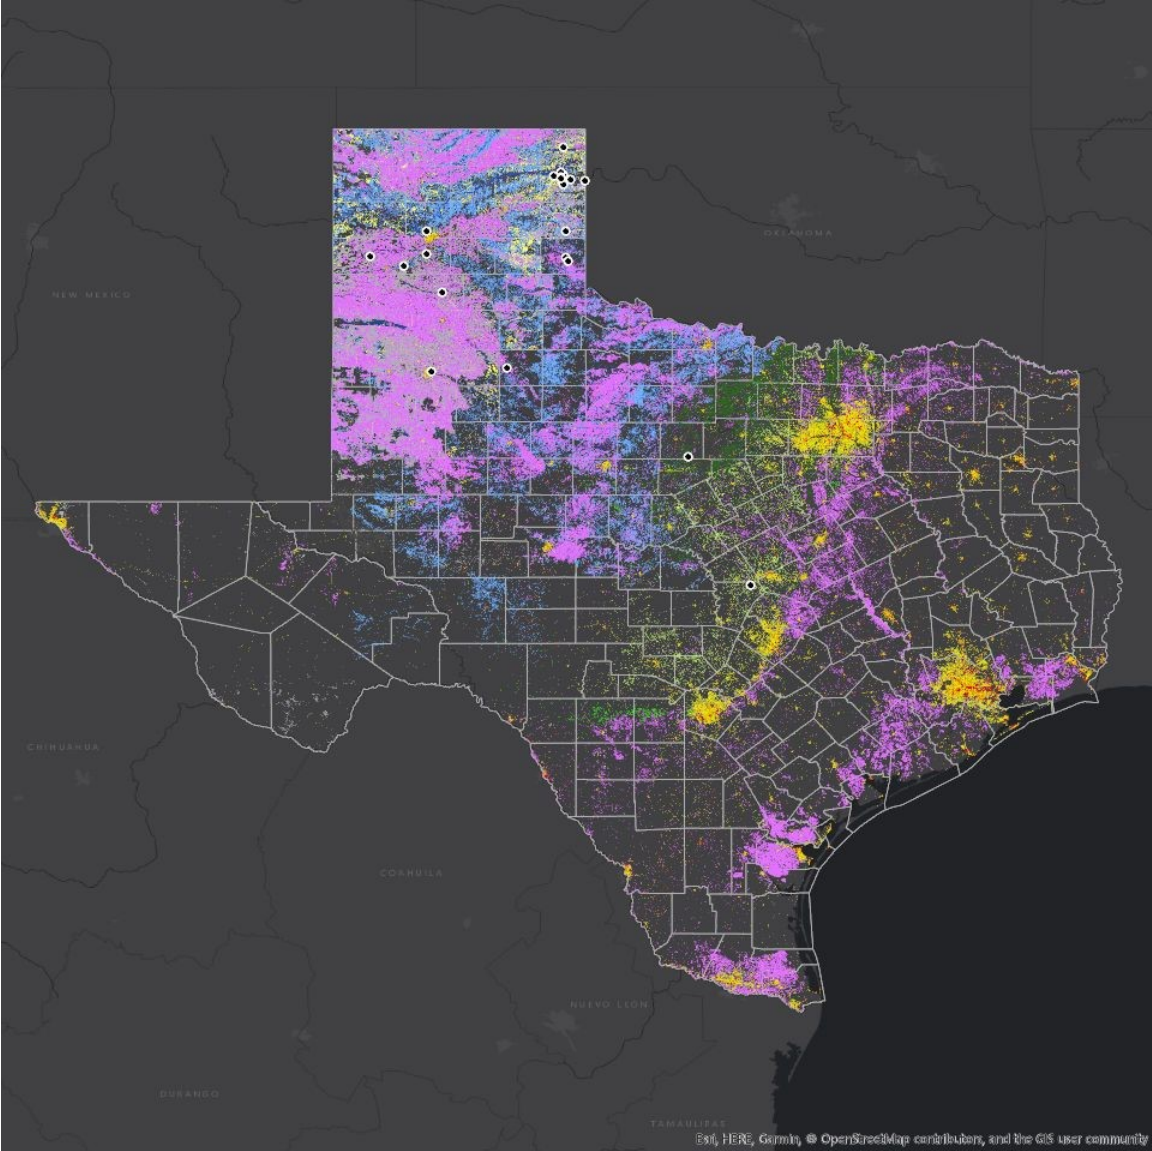 OKLAHOMA
NEW MEXICO
CHIHUAHUA
COAHUILA
NUEVO LEON
DURANGO
TAMAULIPAS
Esri, HERE, Garmin, © OpenStreetMap contributors, and the GIS user community